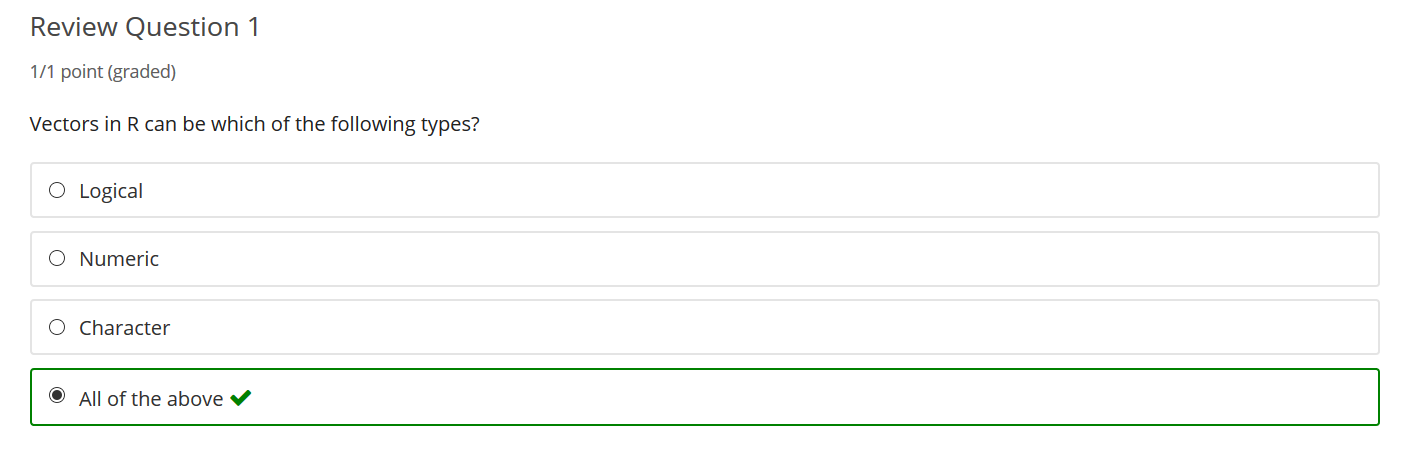 Review Question 1
1/1 point (graded)
Vectors in R can be which of the following types?
Logical
Numeric
Character
All of the above